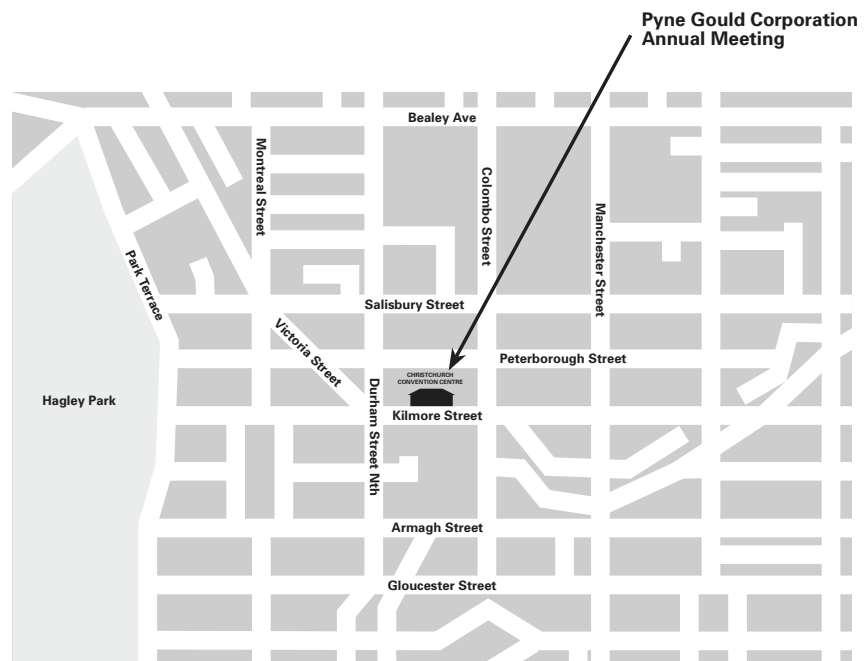 Pyne Gould Corporation
Annual Meeting
Bealey Ave
Montreal Street
Colombo Street
Manchester Street
Park Terrace
Salisbury Street
Victoria Street
Peterborough Street
CHRISTCHURCH
CONVENTION CENTRE
Durham Street Nth
Hagley Park
Kilmore Street
Armagh Street
Gloucester Street